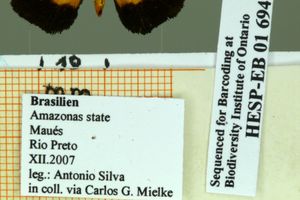 Brasilien
Amazonas state
Maués
Rio Preto
XII.2007
leg.: Antonio Silva
in coll. via Carlos G. Mielke
Sequenced for Barcoding at
Biodiversity Institute of Ontario
HESP-EB 01 694